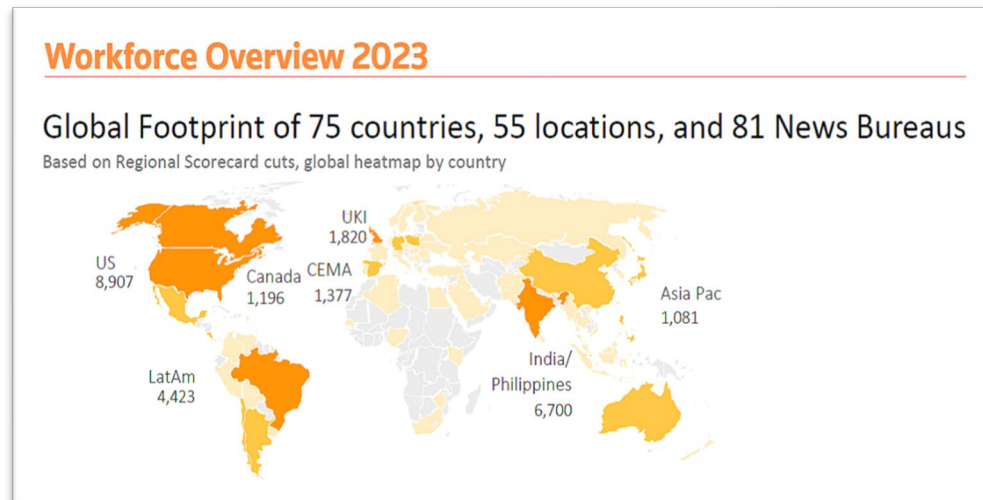 Workforce Overview 2023
Global Footprint of 75 countries, 55 locations, and 81 News Bureaus
Based on Regional Scorecard cuts, global heatmap by country
UKI
1,820
US
8,907
Canada
1,196
CEMA
1,377
Asia Pac
1,081
India/
Philippines
6,700
LatAm
4,423